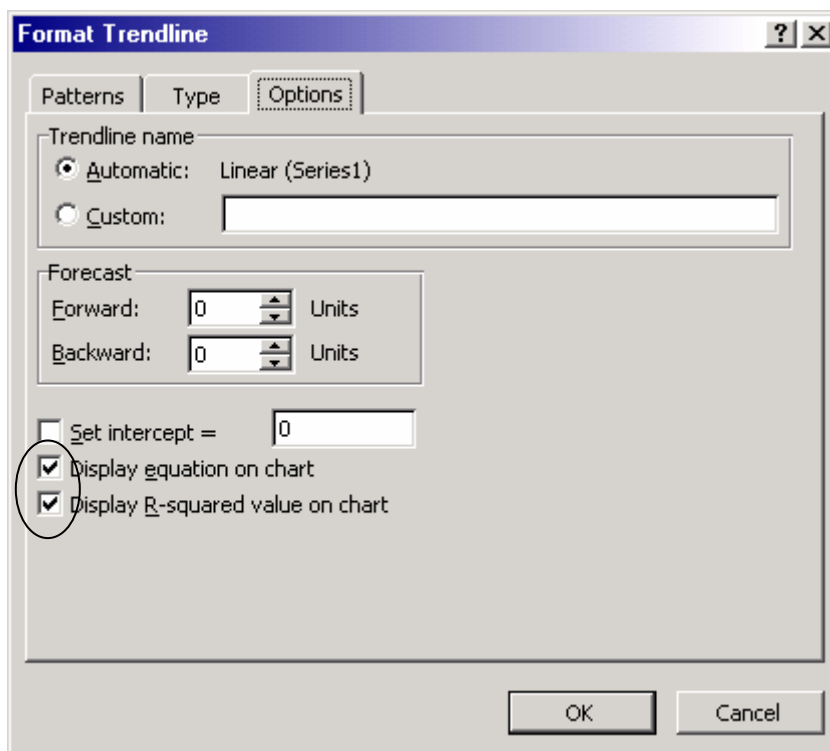 Format Trendline
Patterns Type Options
Trendline name
Automatic: Linear (Series1)
Custom:
Forecast
Forward: 0 Units
Backward: 0 Units
Set intercept = 0
Display equation on chart
Display R-squared value on chart
OK Cancel